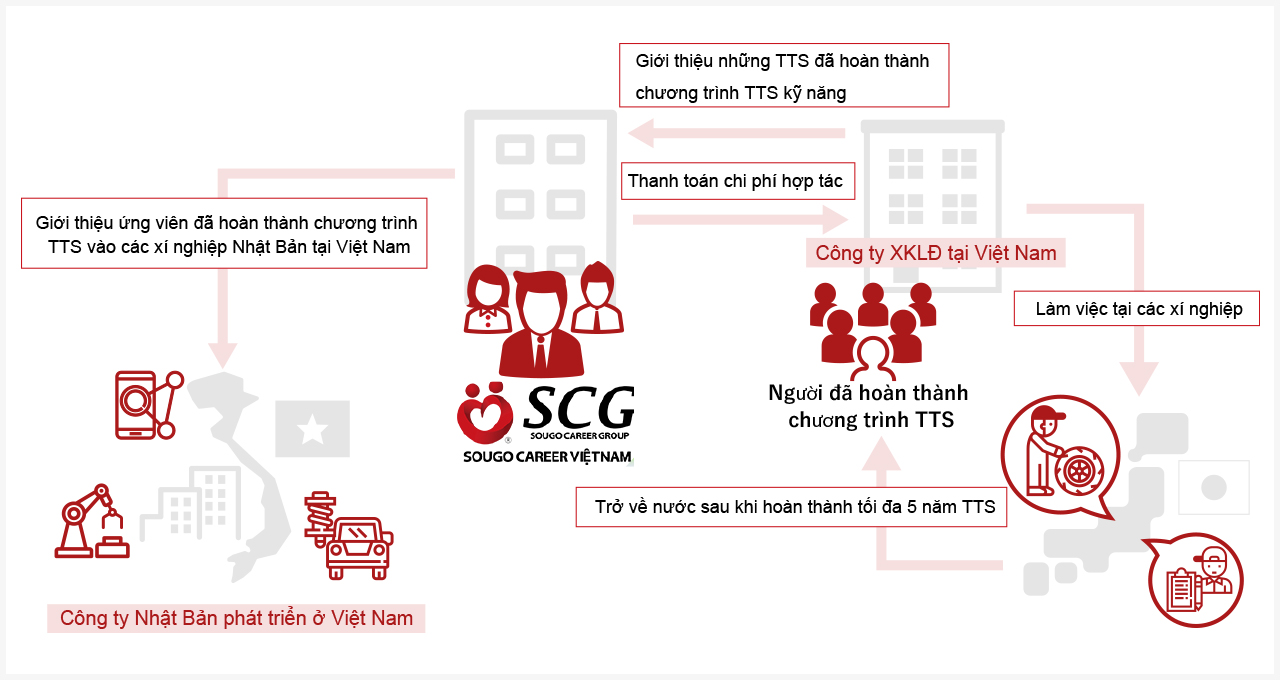 Giới thiệu những TTS đã hoàn thành
chương trình TTS kỹ năng
Thanh toán chi phí hợp tác
Giới thiệu ứng viên đã hoàn thành chương trình
TTS vào các xí nghiệp Nhật Bản tại Việt Nam
Công ty XKLĐ tại Việt Nam
Làm việc tại các xí nghiệp
SCG
®
SOUGO CAREER GROUP
SOUGO CAREER VIỆTNAM
Người đã hoàn thành
chương trình TTS
Trở về nước sau khi hoàn thành tối đa 5 năm TTS
Công ty Nhật Bản phát triển ở Việt Nam